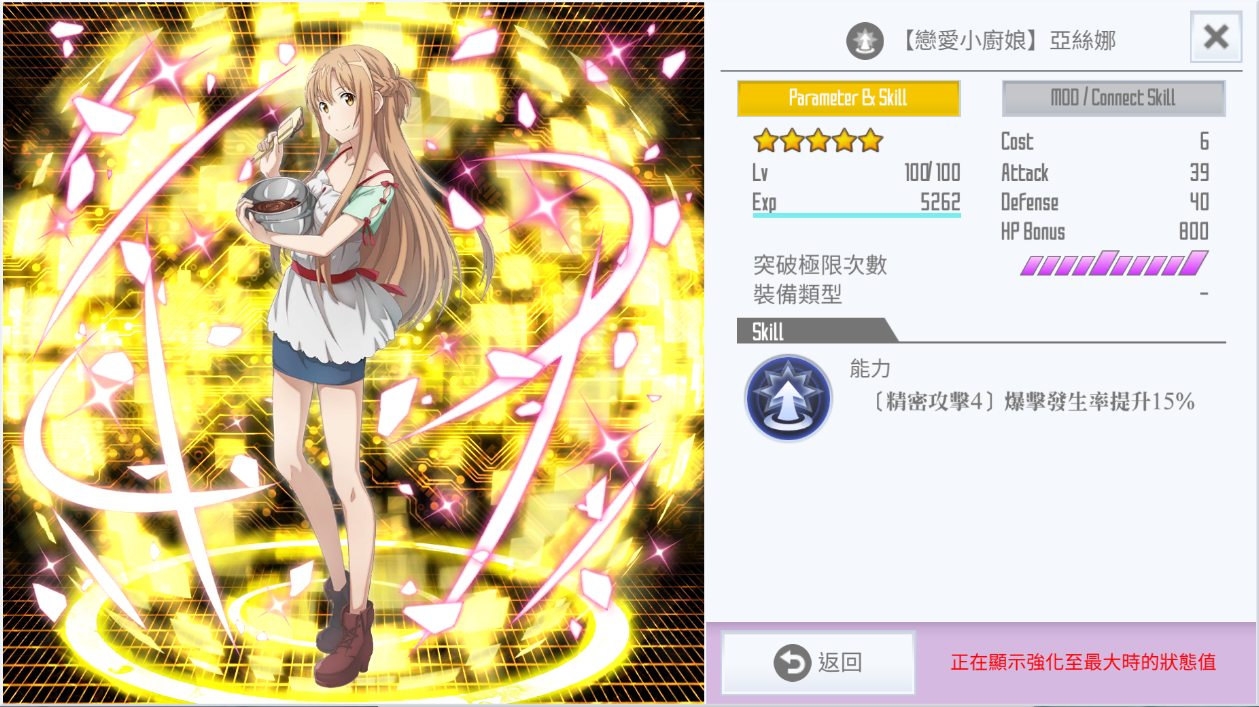 【戀愛小廚娘】亞絲娜
Parameter & Skill
MOD / Connect Skill
Lv 100/100
Exp 5262
Cost 6
Attack 39
Defense 40
HP Bonus 800
突破極限次數
裝備類型 -
Skill
能力
〔精密攻擊4〕爆擊發生率提升15%
返回
正在顯示強化至最大時的狀態值